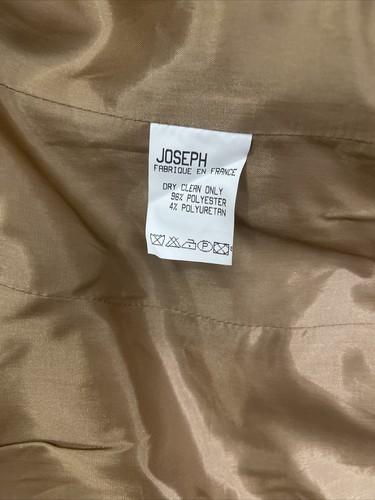 JOSEPH
FABRIQUE EN FRANCE
DRY CLEAN ONLY
96% POLYESTER
4% POLYURETAN
P